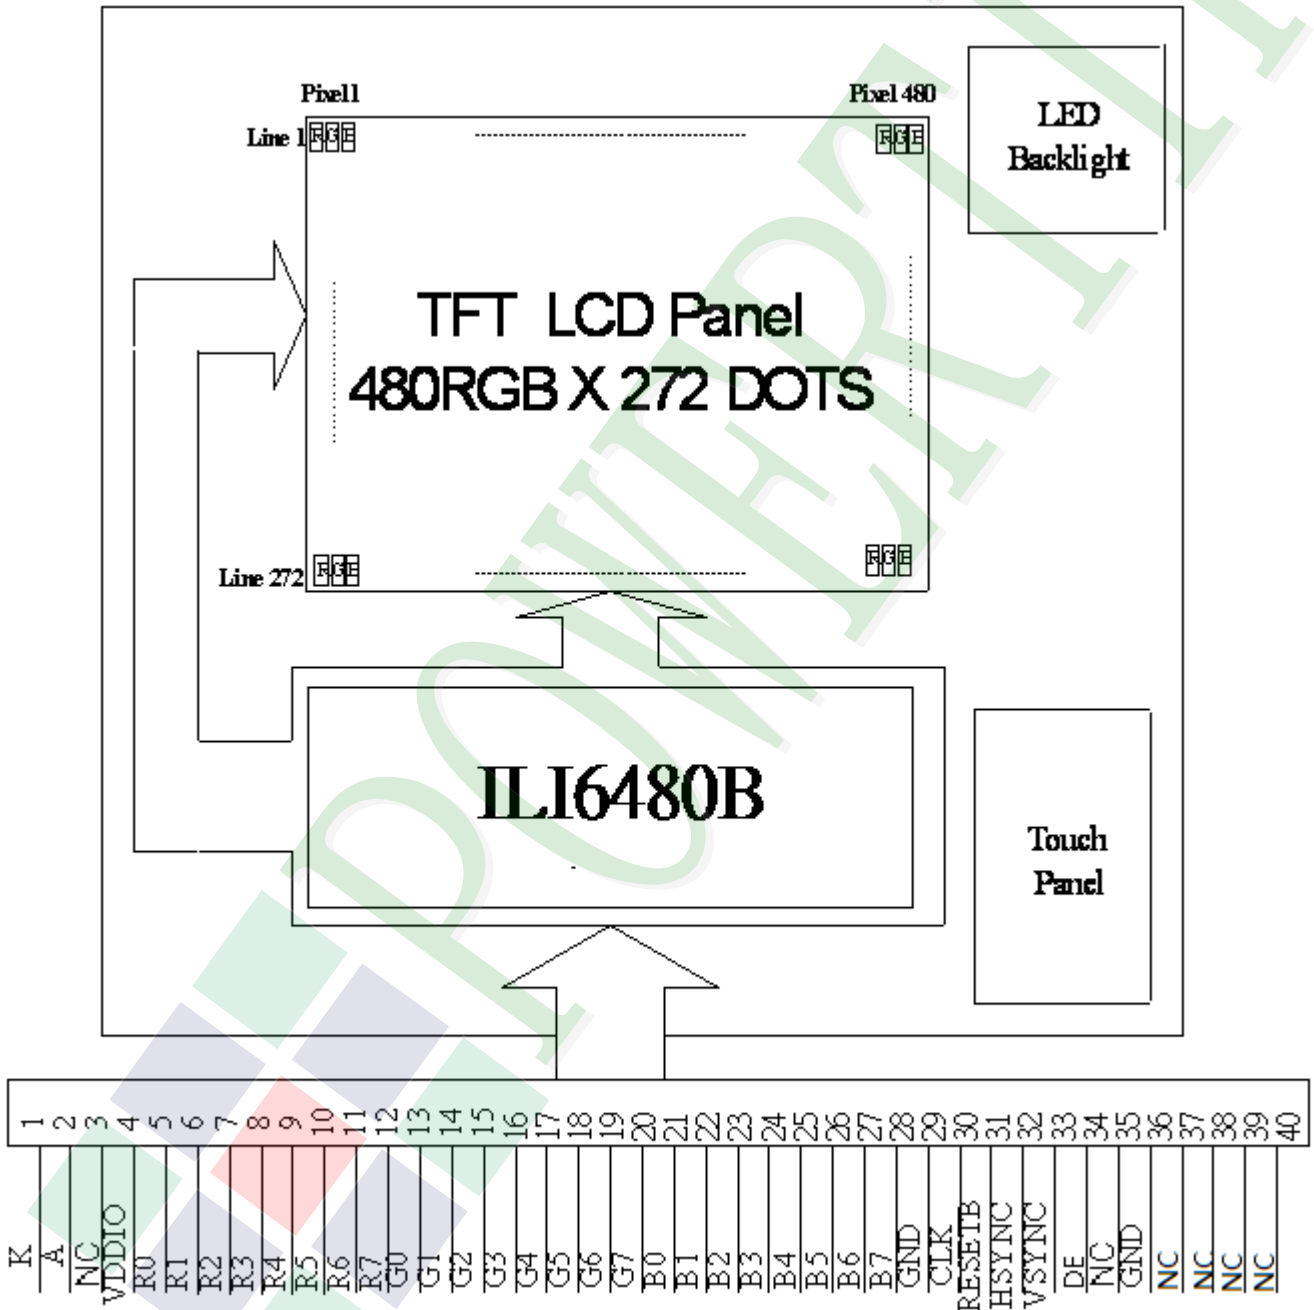 Pixel1
Pixel 480
Line 1
RGB
RGB
LED
Backlight
TFT LCD Panel
480RGB X 272 DOTS
Line 272
RGB
RGB
ILI6480B
Touch
Panel
1 2 3 4 5 6 7 8 9 10 11 12 13 14 15 16 17 18 19 20 21 22 23 24 25 26 27 28 29 30 31 32 33 34 35 36 37 38 39 40
K A NC VDDIO R0 R1 R2 R3 R4 R5 R6 R7 G0 G1 G2 G3 G4 G5 G6 G7 B0 B1 B2 B3 B4 B5 B6 B7 GND CLK RESETB HSYNC VSYNC DE NC GND NC NC NC NC